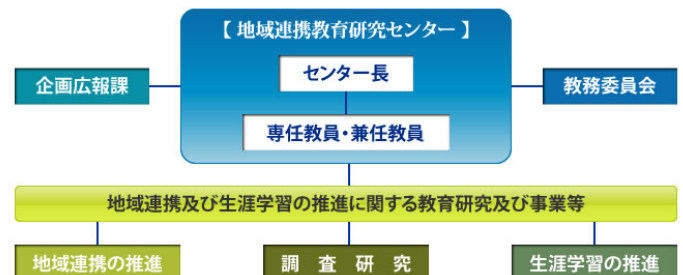 【 地域連携教育研究センター 】
センター長
企画広報課
教務委員会
専任教員・兼任教員
地域連携及び生涯学習の推進に関する教育研究及び事業等
地域連携の推進
調 査 研 究
生涯学習の推進